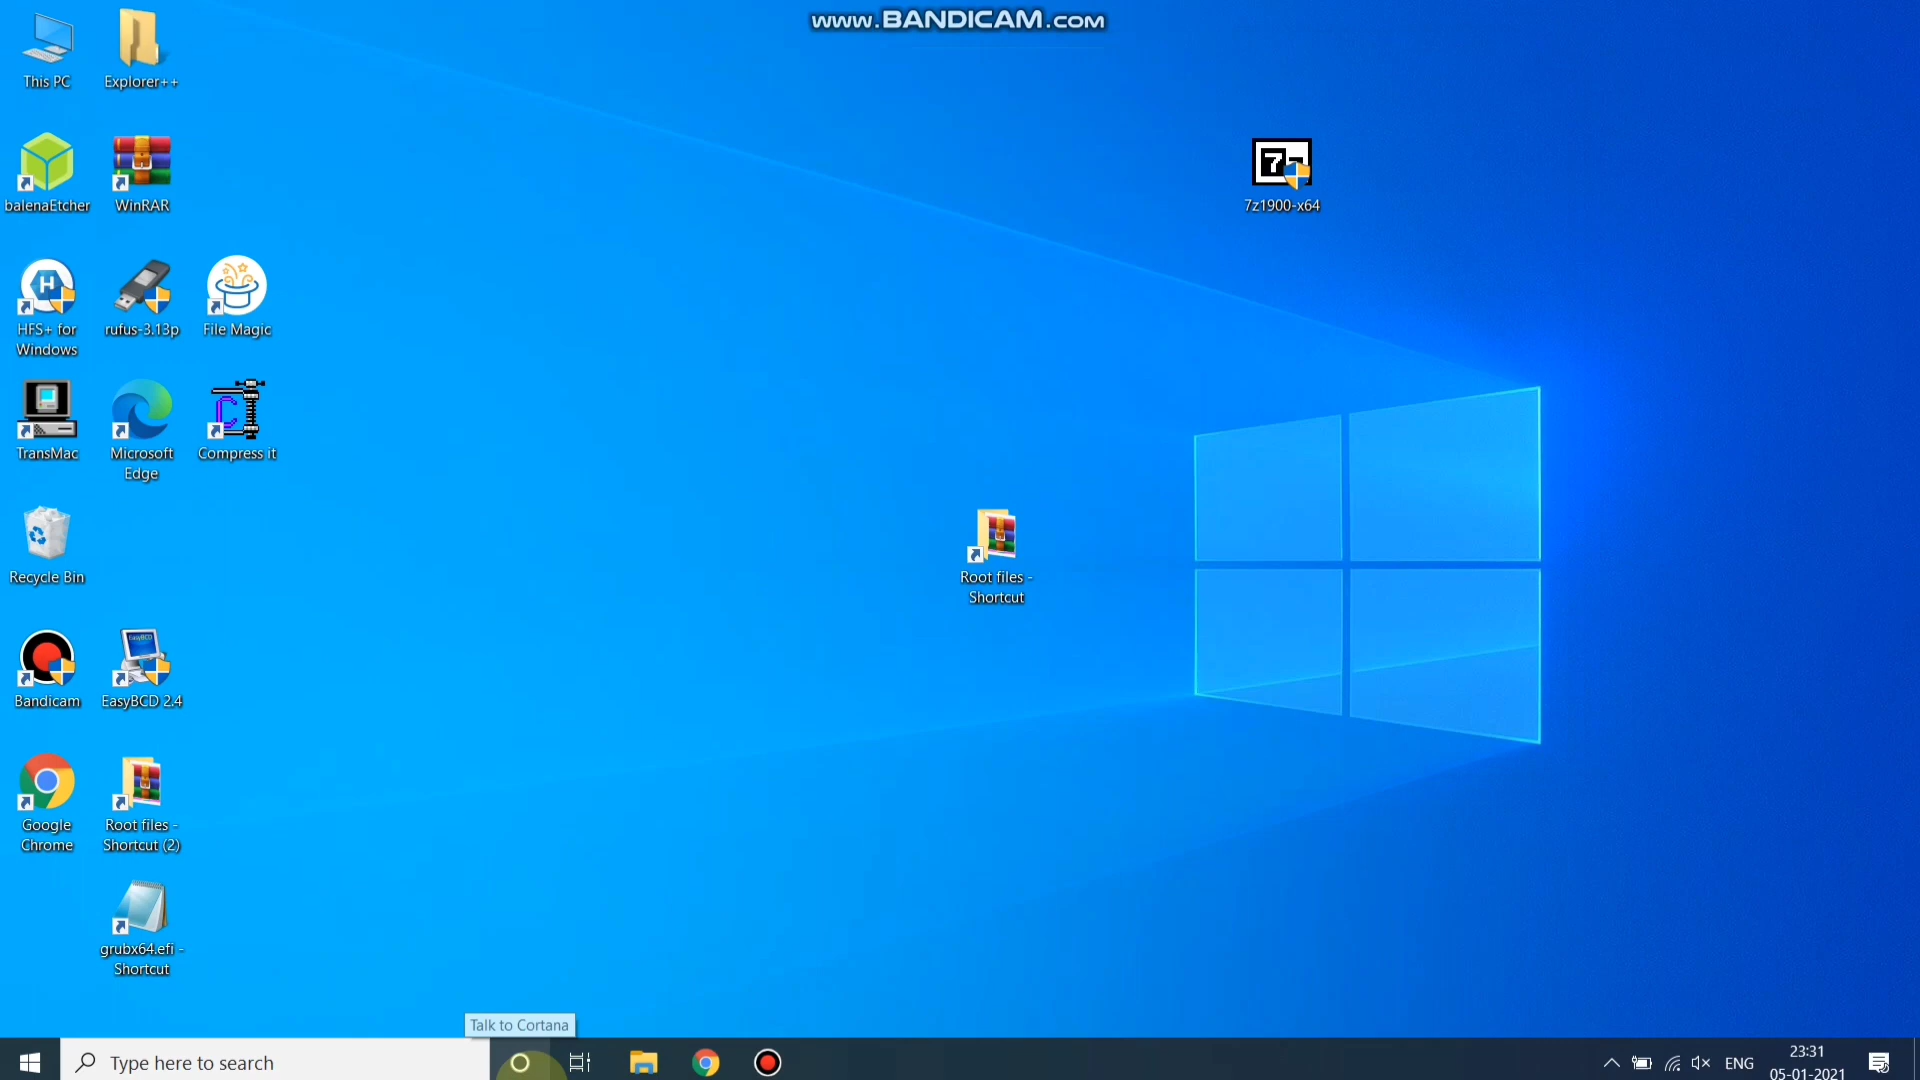 www.BANDICAM.com
This PC
Explorer++
balenaEtcher
WinRAR
7z1900-x64
HFS+ for
Windows
rufus-3.13p
File Magic
TransMac
Microsoft
Edge
Compress it
Recycle Bin
Root files -
Shortcut
Bandicam
EasyBCD 2.4
Google
Chrome
Root files -
Shortcut (2)
grubx64.efi -
Shortcut
Talk to Cortana
Type here to search
ENG
23:31
05-01-2021